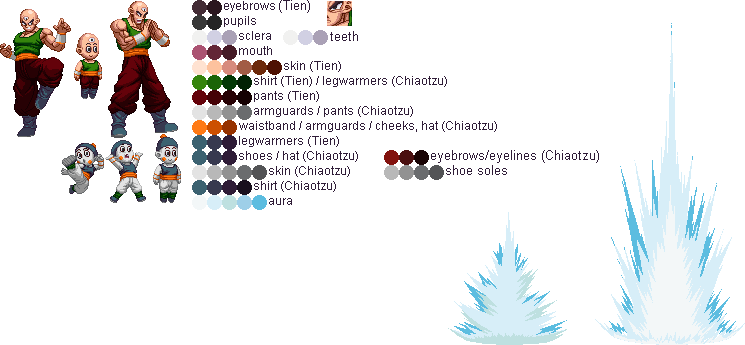 eyebrows (Tien)
pupils
sclera teeth
mouth
skin (Tien)
shirt (Tien) / legwarmers (Chiaotzu)
pants (Tien)
armguards / pants (Chiaotzu)
waistband / armguards / cheeks, hat (Chiaotzu)
legwarmers (Tien)
shoes / hat (Chiaotzu) eyebrows/eyelines (Chiaotzu)
skin (Chiaotzu) shoe soles
shirt (Chiaotzu)
aura